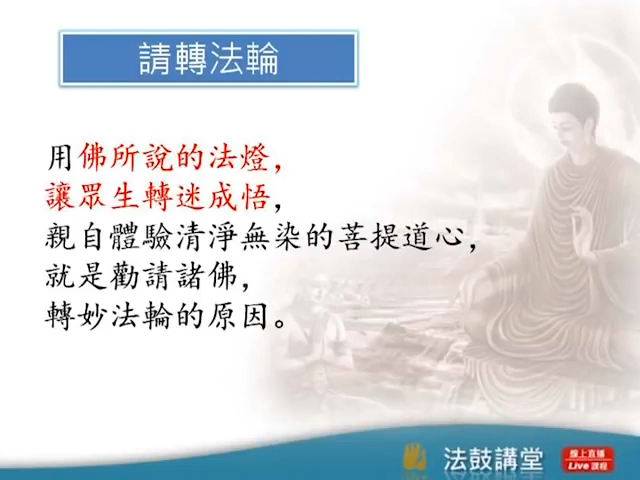 請轉法輪
用佛所說的法燈，
讓眾生轉迷成悟，
親自體驗清淨無染的菩提道心，
就是勸請諸佛，
轉妙法輪的原因。
法鼓講堂
線上直播
Live 課程